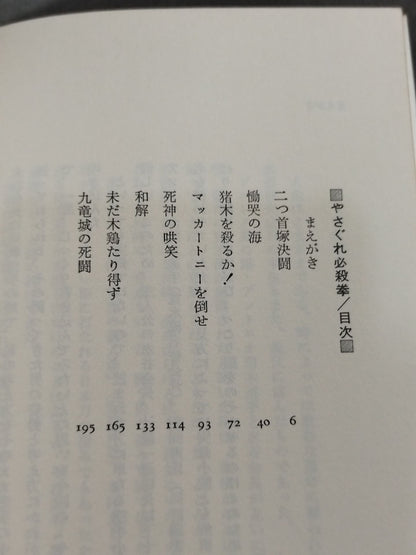 ▨やさぐれ必殺拳／目次▨
まえがき
二つ首塚決闘 6
慟哭の海 40
猪木を殺るか！ 72
マッカートニーを倒せ 93
死神の哄笑 114
和解 133
未だ木鶏たり得ず 165
九竜城の死闘 195